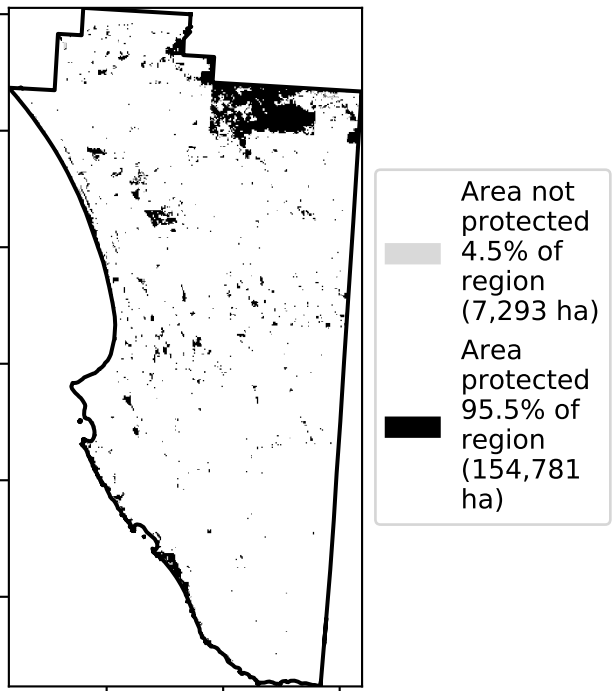 Area not
protected
4.5% of
region
(7,293 ha)
Area
protected
95.5% of
region
(154,781
ha)